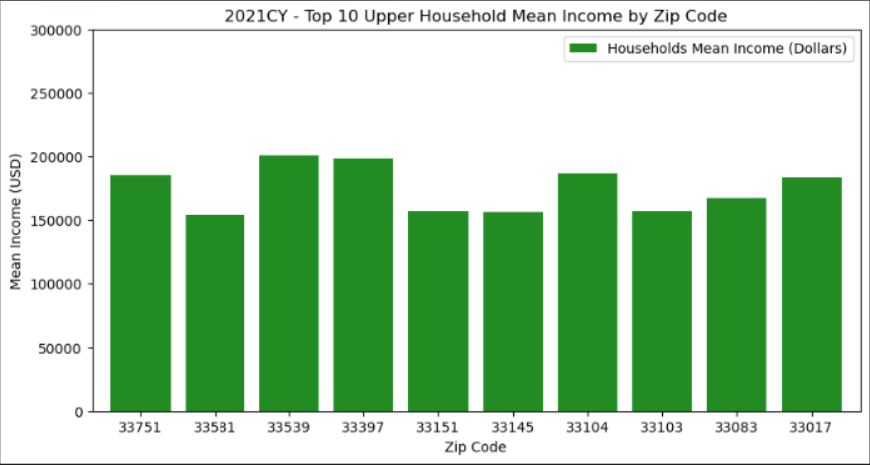 2021CY - Top 10 Upper Household Mean Income by Zip Code
Households Mean Income (Dollars)
Mean Income (USD)
300000
250000
200000
150000
100000
50000
0
33751 33581 33539 33397 33151 33145 33104 33103 33083 33017
Zip Code